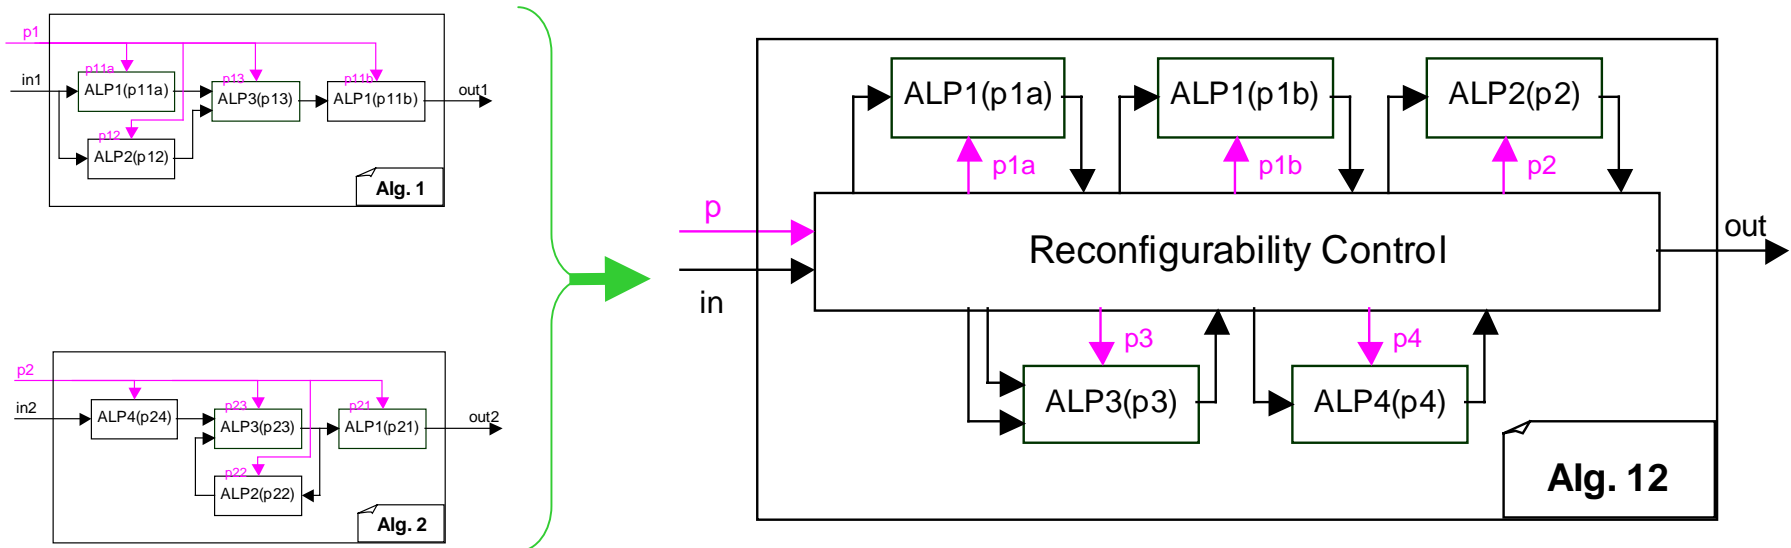 p1
p11a
p13
p11b
in1
ALP1(p11a)
ALP3(p13)
ALP1(p11b)
out1
p12
ALP2(p12)
Alg. 1
p2
p23
p21
in2
ALP4(p24)
ALP3(p23)
ALP1(p21)
out2
p22
ALP2(p22)
Alg. 2
ALP1(p1a)
ALP1(p1b)
ALP2(p2)
p1a
p1b
p2
p
in
Reconfigurability Control
out
p3
p4
ALP3(p3)
ALP4(p4)
Alg. 12